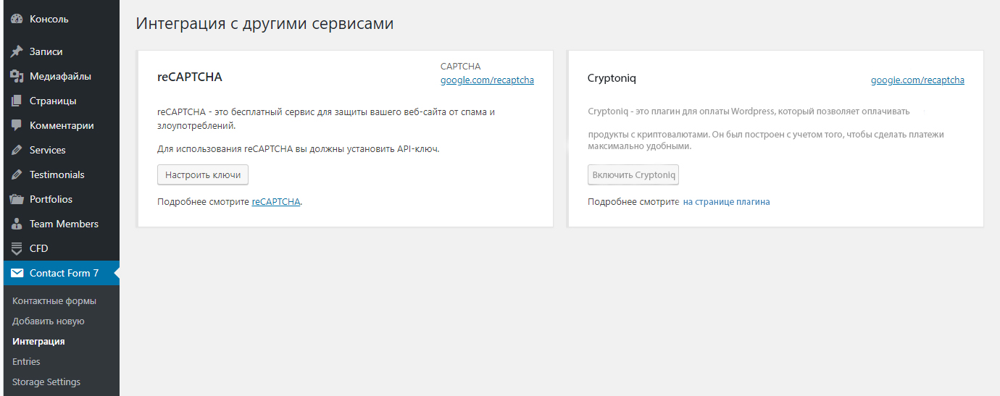 Консоль
Записи
Медиафайлы
Страницы
Комментарии
Services
Testimonials
Portfolios
Team Members
CFD
Contact Form 7
Контактные формы
Добавить новую
Интеграция
Entries
Storage Settings
Интеграция с другими сервисами
reCAPTCHA
CAPTCHA
google.com/recaptcha
reCAPTCHA - это бесплатный сервис для защиты вашего веб-сайта от спама и
злоупотреблений.
Для использования reCAPTCHA вы должны установить API-ключ.
Настроить ключи
Подробнее смотрите reCAPTCHA.
Cryptoniq
google.com/recaptcha
Cryptoniq - это плагин для оплаты Wordpress, который позволяет оплачивать
продукты с криптовалютами. Он был построен с учетом того, чтобы сделать платежи
максимально удобными.
Включить Cryptoniq
Подробнее смотрите на странице плагина